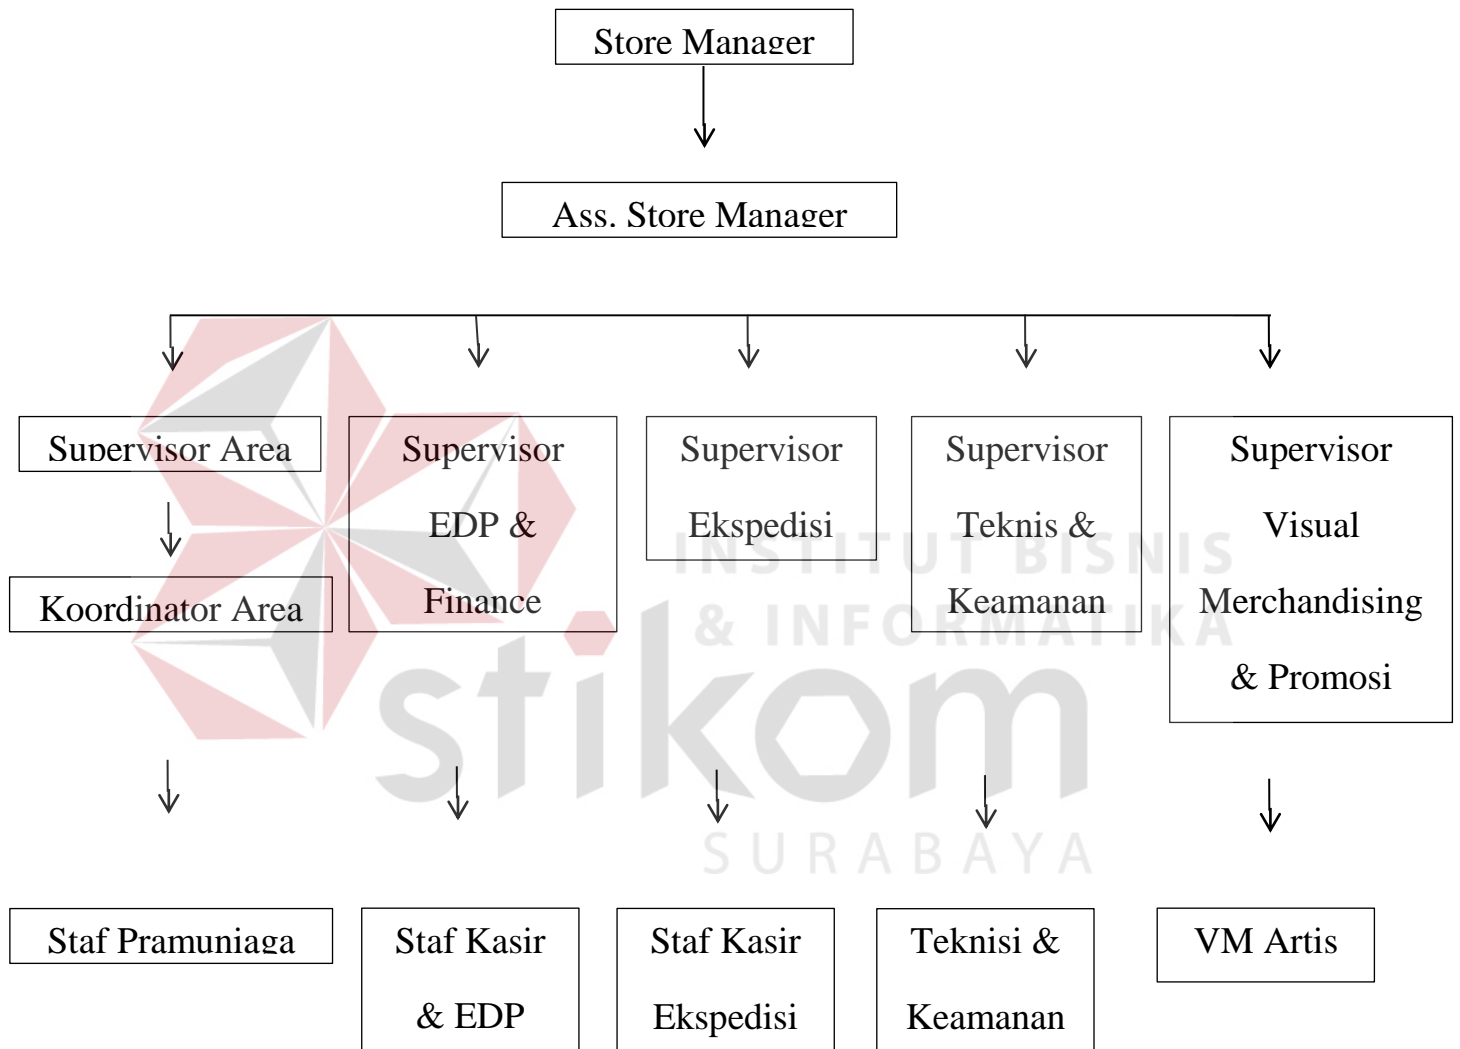 Store Manager
Ass. Store Manager
Supervisor Area
Supervisor
EDP &
Finance
Supervisor
Ekspedisi
Supervisor
Teknis &
Keamanan
Supervisor
Visual
Merchandising
& Promosi
Koordinator Area
INSTITUT BISNIS
& INFORMATIKA
stikom
SURABAYA
Staf Pramuniaga
Staf Kasir
& EDP
Staf Kasir
Ekspedisi
Teknisi &
Keamanan
VM Artis